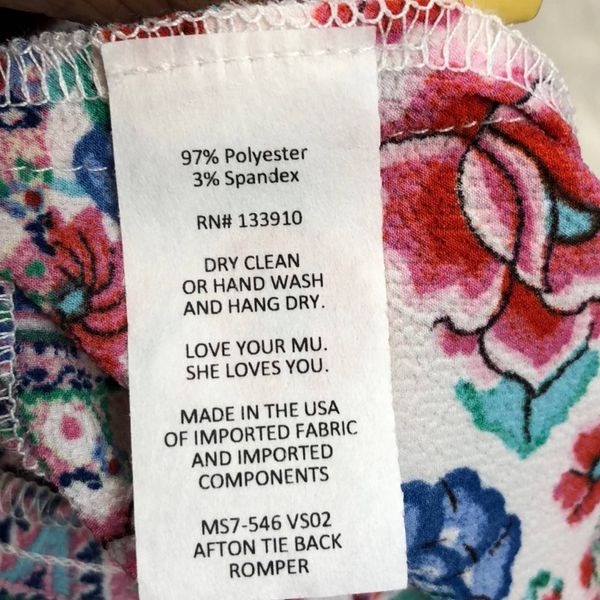 97% Polyester
3% Spandex
RN# 133910
DRY CLEAN
OR HAND WASH
AND HANG DRY.
LOVE YOUR MU.
SHE LOVES YOU.
MADE IN THE USA
OF IMPORTED FABRIC
AND IMPORTED
COMPONENTS
MS7-546 VS02
AFTON TIE BACK
ROMPER